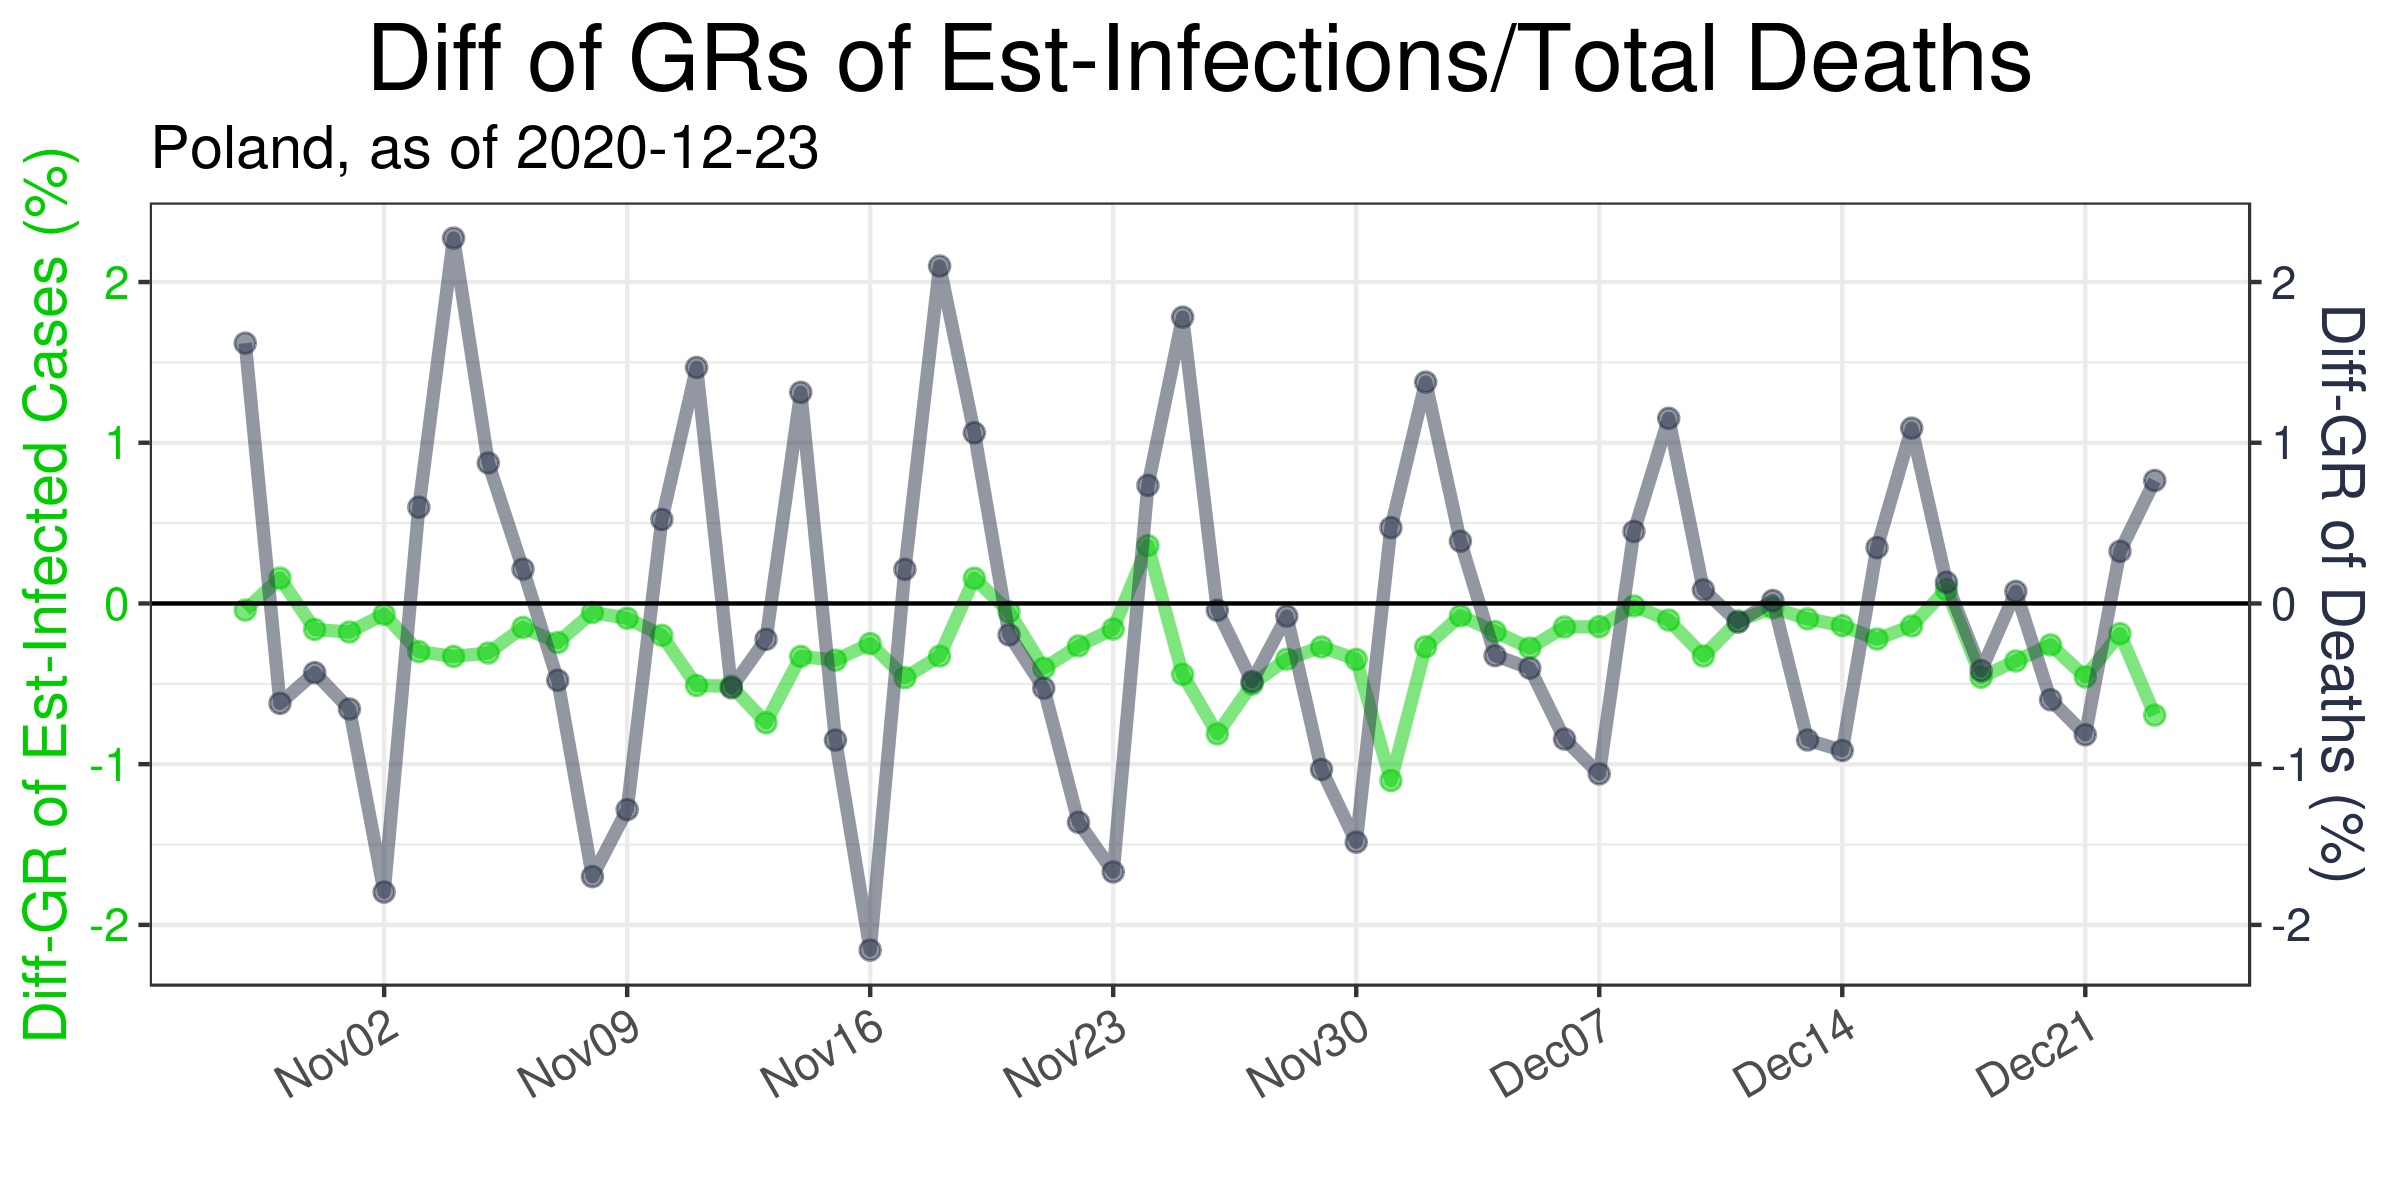 Diff of GRs of Est-Infections/Total Deaths
Poland, as of 2020-12-23
Diff-GR of Est-Infected Cases (%)
2
1
0
-1
-2
2
1
0
-1
-2
Diff-GR of Deaths (%)
Nov02
Nov09
Nov16
Nov23
Nov30
Dec07
Dec14
Dec21